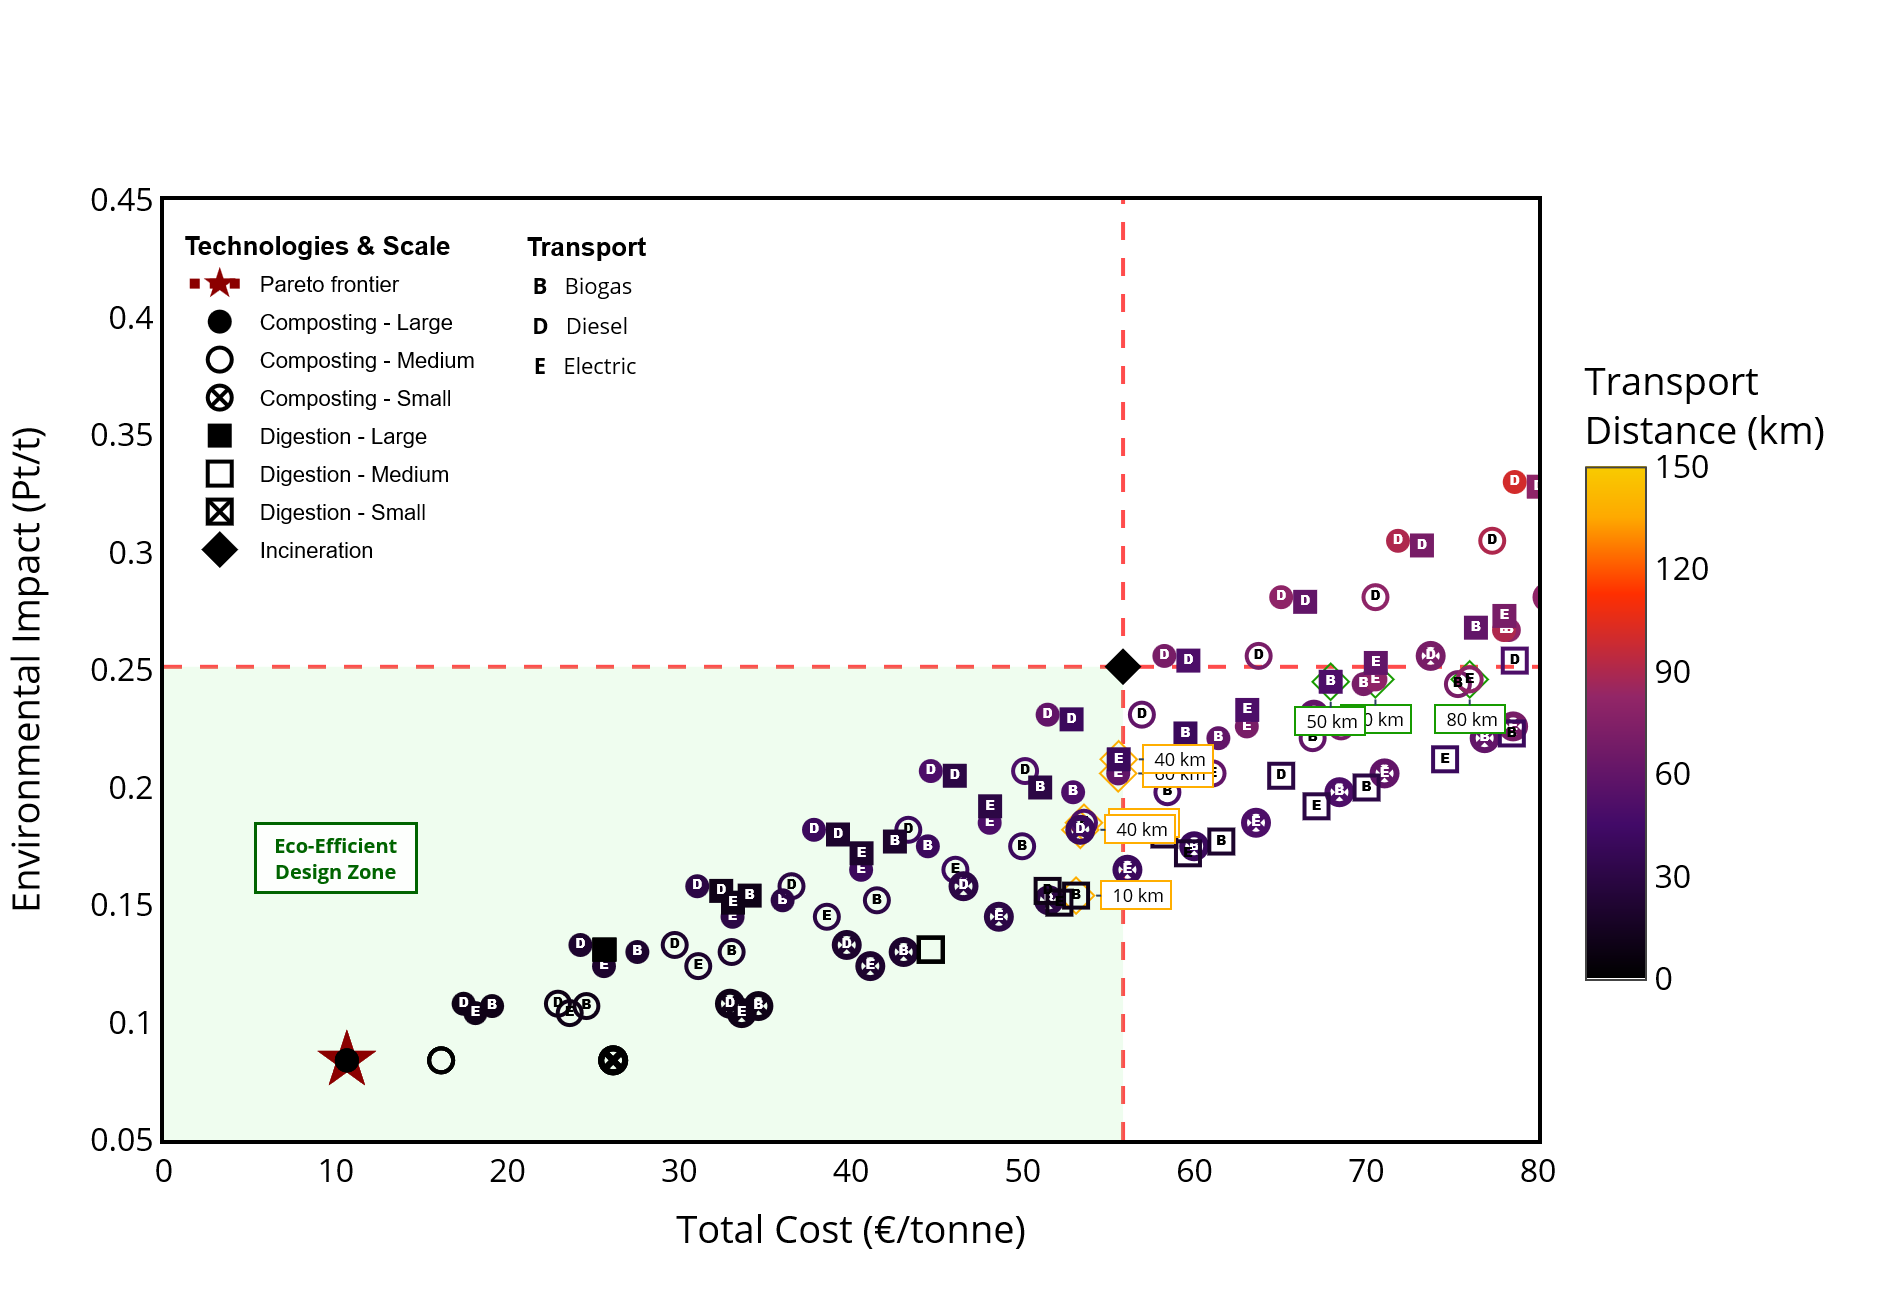 Technologies & Scale
Pareto frontier
Composting - Large
Composting - Medium
Composting - Small
Digestion - Large
Digestion - Medium
Digestion - Small
Incineration
Transport
B Biogas
D Diesel
E Electric
Eco-Efficient
Design Zone
40 km
60 km
40 km
10 km
50 km
0 km
80 km
0.45
0.4
0.35
0.3
0.25
0.2
0.15
0.1
0.05
0
10
20
30
40
50
60
70
80
Environmental Impact (Pt/t)
Total Cost (€/tonne)
Transport
Distance (km)
150
120
90
60
30
0